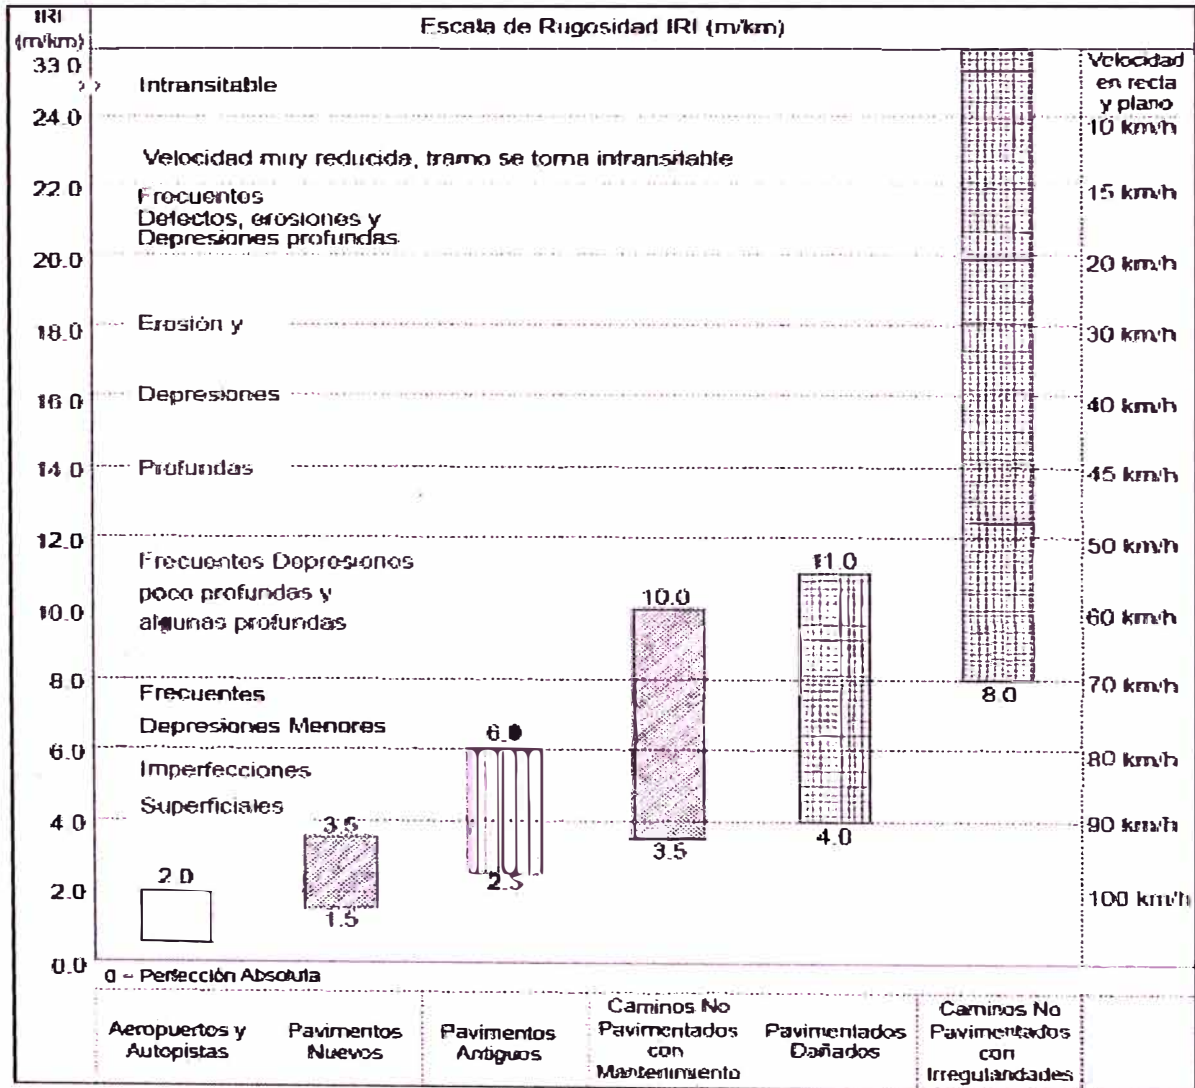 IRI
(m/km)
Escala de Rugosidad IRI (m/km)
33.0
Intransitable
24.0
Velocidad muy reducida, tramo se torna intransitable
22.0
Frecuentes
Defectos, erosiones y
Depresiones profundas
20.0
18.0
Erosión y
16.0
Depresiones
14.0
Profundas
12.0
Frecuentes Depresiones
poco profundas y
algunas profundas
10.0
8.0
Frecuentes
Depresiones Menores
6.0
Imperfecciones
Superficiales
4.0
2.0
0.0
0 – Perfección Absoluta
2.0
3.5
1.5
6.0
2.5
10.0
3.5
11.0
4.0
8.0
Velocidad
en recta
y plano
10 km/h
15 km/h
20 km/h
30 km/h
40 km/h
45 km/h
50 km/h
60 km/h
70 km/h
80 km/h
90 km/h
100 km/h
Aeropuertos y
Autopistas
Pavimentos
Nuevos
Pavimentos
Antiguos
Caminos No
Pavimentados
con
Mantenimiento
Pavimentados
Dañados
Caminos No
Pavimentados
con
Irregularidades